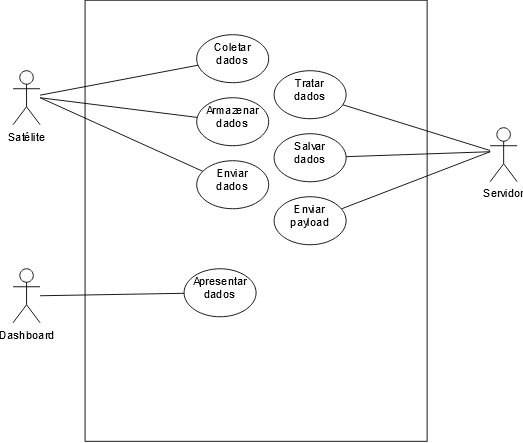 Coletar
dados
Tratar
dados
Satélite
Armazenar
dados
Salvar
dados
Enviar
dados
Servidor
Enviar
payload
Apresentar
dados
Dashboard